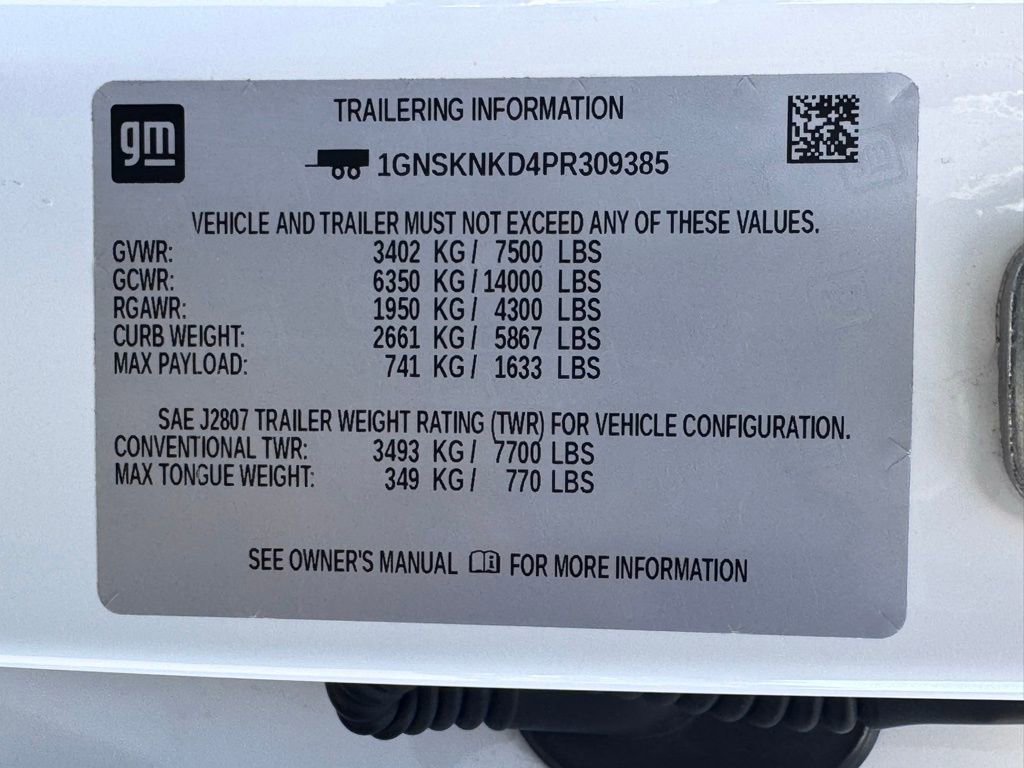 gm
TRAILERING INFORMATION
1GNSKNKD4PR309385
VEHICLE AND TRAILER MUST NOT EXCEED ANY OF THESE VALUES.
GVWR: 3402 KG / 7500 LBS
GCWR: 6350 KG / 14000 LBS
RGAWR: 1950 KG / 4300 LBS
CURB WEIGHT: 2661 KG / 5867 LBS
MAX PAYLOAD: 741 KG / 1633 LBS
SAE J2807 TRAILER WEIGHT RATING (TWR) FOR VEHICLE CONFIGURATION.
CONVENTIONAL TWR: 3493 KG / 7700 LBS
MAX TONGUE WEIGHT: 349 KG / 770 LBS
SEE OWNER'S MANUAL FOR MORE INFORMATION